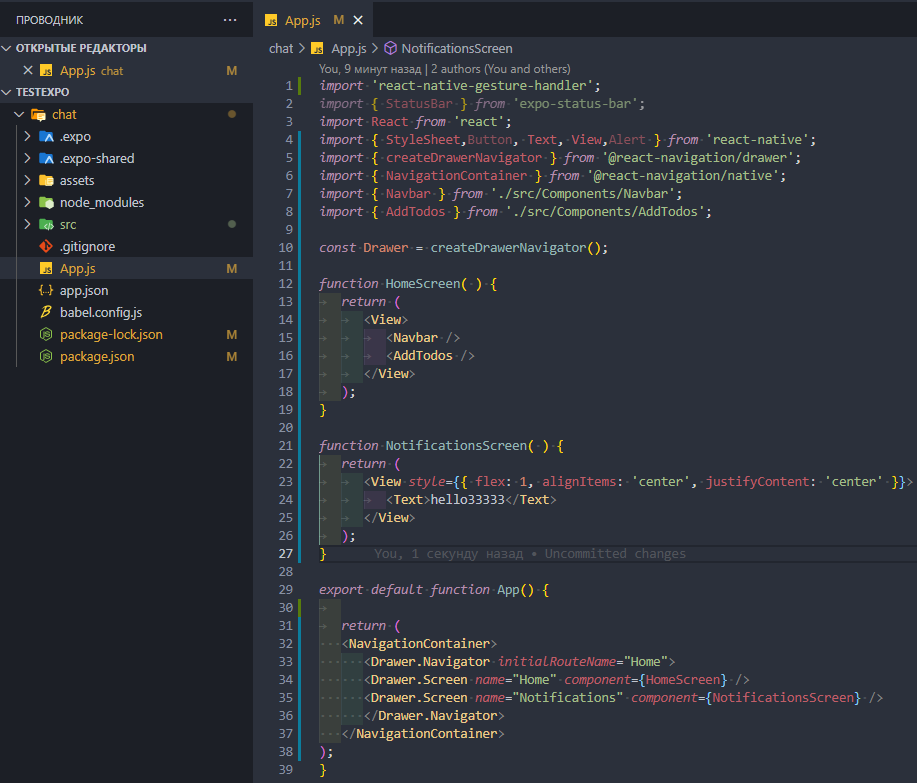 ПРОВОДНИК ...
ОТКРЫТЫЕ РЕДАКТОРЫ
App.js chat M
TESTEXPO
chat
.expo
.expo-shared
assets
node_modules
src
.gitignore
App.js M
app.json
babel.config.js
package-lock.json M
package.json M
App.js M
chat > App.js > NotificationsScreen
You, 9 минут назад | 2 authors (You and others)
1 import 'react-native-gesture-handler';
2 import { StatusBar } from 'expo-status-bar';
3 import React from 'react';
4 import { StyleSheet,Button, Text, View,Alert } from 'react-native';
5 import { createDrawerNavigator } from '@react-navigation/drawer';
6 import { NavigationContainer } from '@react-navigation/native';
7 import { Navbar } from './src/Components/Navbar';
8 import { AddTodos } from './src/Components/AddTodos';
9
10 const Drawer = createDrawerNavigator();
11
12 function HomeScreen( ) {
13 return (
14 <View>
15 <Navbar />
16 <AddTodos />
17 </View>
18 );
19 }
20
21 function NotificationsScreen( ) {
22 return (
23 <View style={{ flex: 1, alignItems: 'center', justifyContent: 'center' }}>
24 <Text>hello33333</Text>
25 </View>
26 );
27 } You, 1 секунду назад • Uncommitted changes
28
29 export default function App() {
30
31 return (
32 <NavigationContainer>
33 <Drawer.Navigator initialRouteName="Home">
34 <Drawer.Screen name="Home" component={HomeScreen} />
35 <Drawer.Screen name="Notifications" component={NotificationsScreen} />
36 </Drawer.Navigator>
37 </NavigationContainer>
38 );
39 }